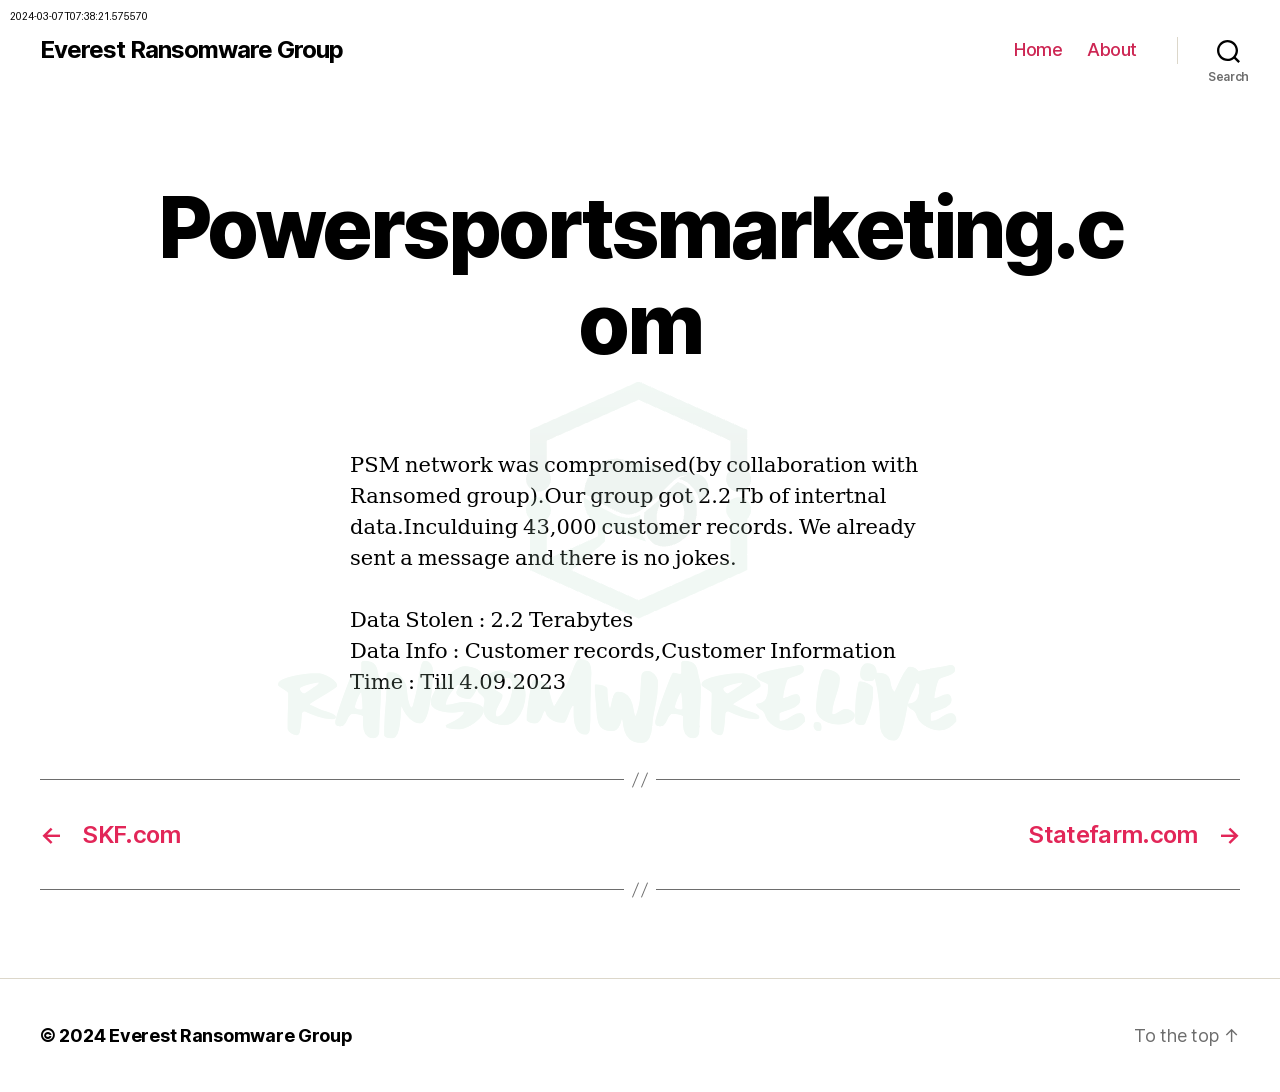 2024-03-07T07:38:21.575570
Everest Ransomware Group
Home
About
Search
Powersportsmarketing.c
om
PSM network was compromised(by collaboration with
Ransomed group).Our group got 2.2 Tb of intertnal
data.Inculduing 43,000 customer records. We already
sent a message and there is no jokes.
Data Stolen : 2.2 Terabytes
Data Info : Customer records,Customer Information
Time : Till 4.09.2023
RANSOMWARE.LIVE
//
← SKF.com
Statefarm.com →
//
© 2024 Everest Ransomware Group
To the top ↑